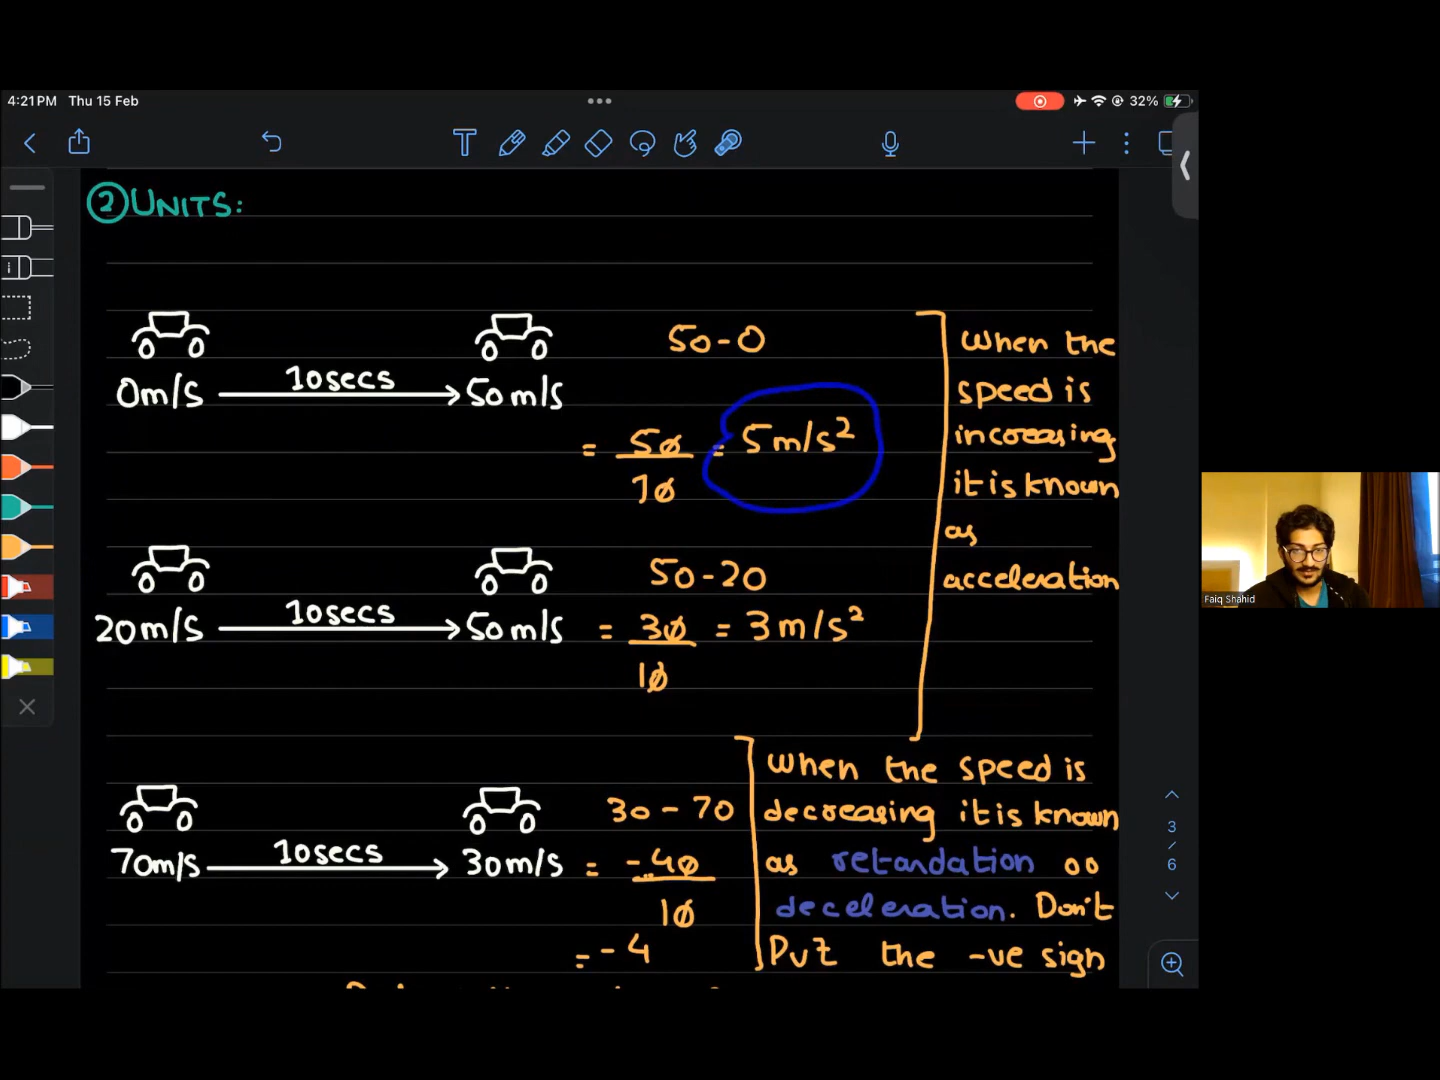 4:21PM Thu 15 Feb
32%
T
② UNITS:
50-0
When the
speed is
increasing
it is known
as
acceleration
0m/s 10secs 50m/s
= 50 = 5m/s²
10
50-20
20m/s 10secs 50m/s = 30 = 3m/s²
10
30-70
70m/s 10secs 30m/s = -40
10
= -4
When the speed is
decreasing it is known
as retardation or
deceleration. Don't
Put the -ve sign
3
/
6
Faiq Shahid